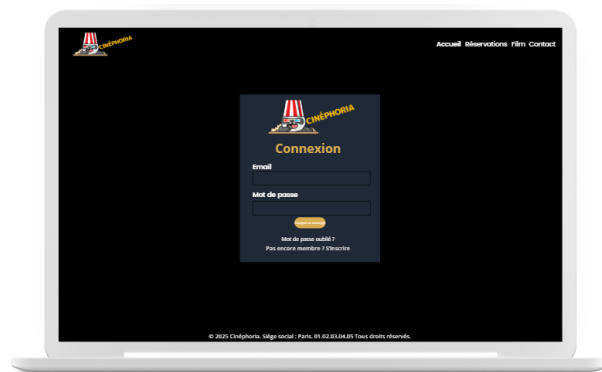 CINÉPHORIA
Accueil Réservations Film Contact
CINÉPHORIA
Connexion
Email
Mot de passe
Mot de passe oublié ?
Pas encore membre ? S'inscrire
© 2025 Cinéphoria. Siège social : Paris. 01.02.03.04.05 Tous droits réservés.